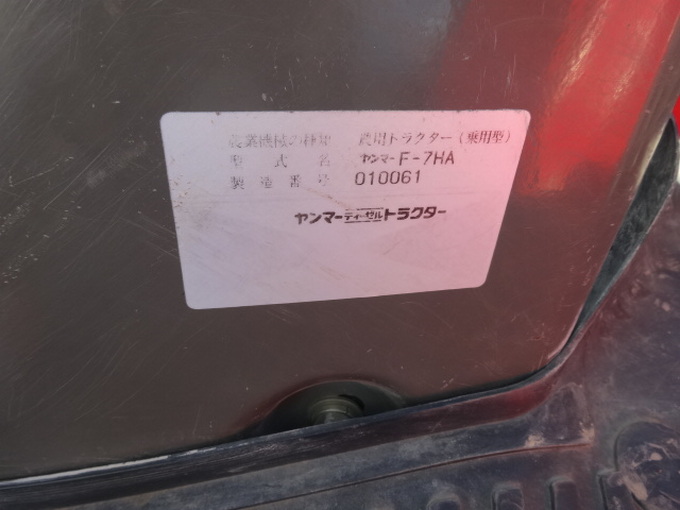 農業機械の種類 農用トラクター(乗用型)
型式名 ヤンマーF-7HA
製造番号 010061
ヤンマーディーゼルトラクター